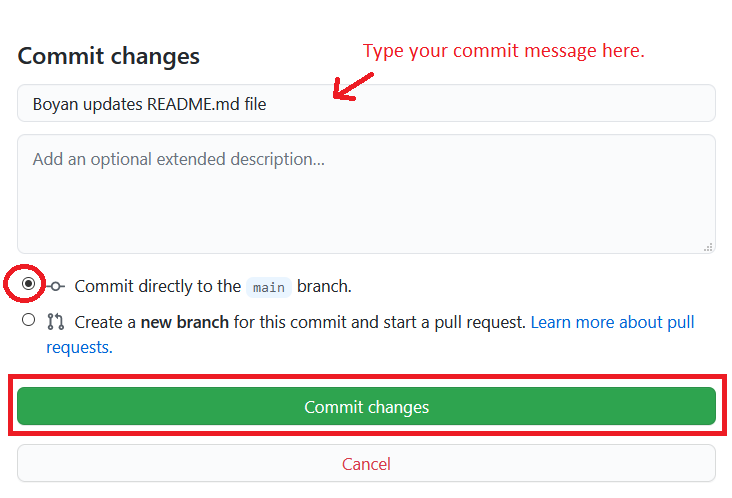 Commit changes
Type your commit message here.
Boyan updates README.md file
Add an optional extended description...
Commit directly to the main branch.
Create a new branch for this commit and start a pull request. Learn more about pull
requests.
Commit changes
Cancel